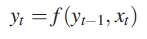 yₜ = f(yₜ₋₁, xₜ)